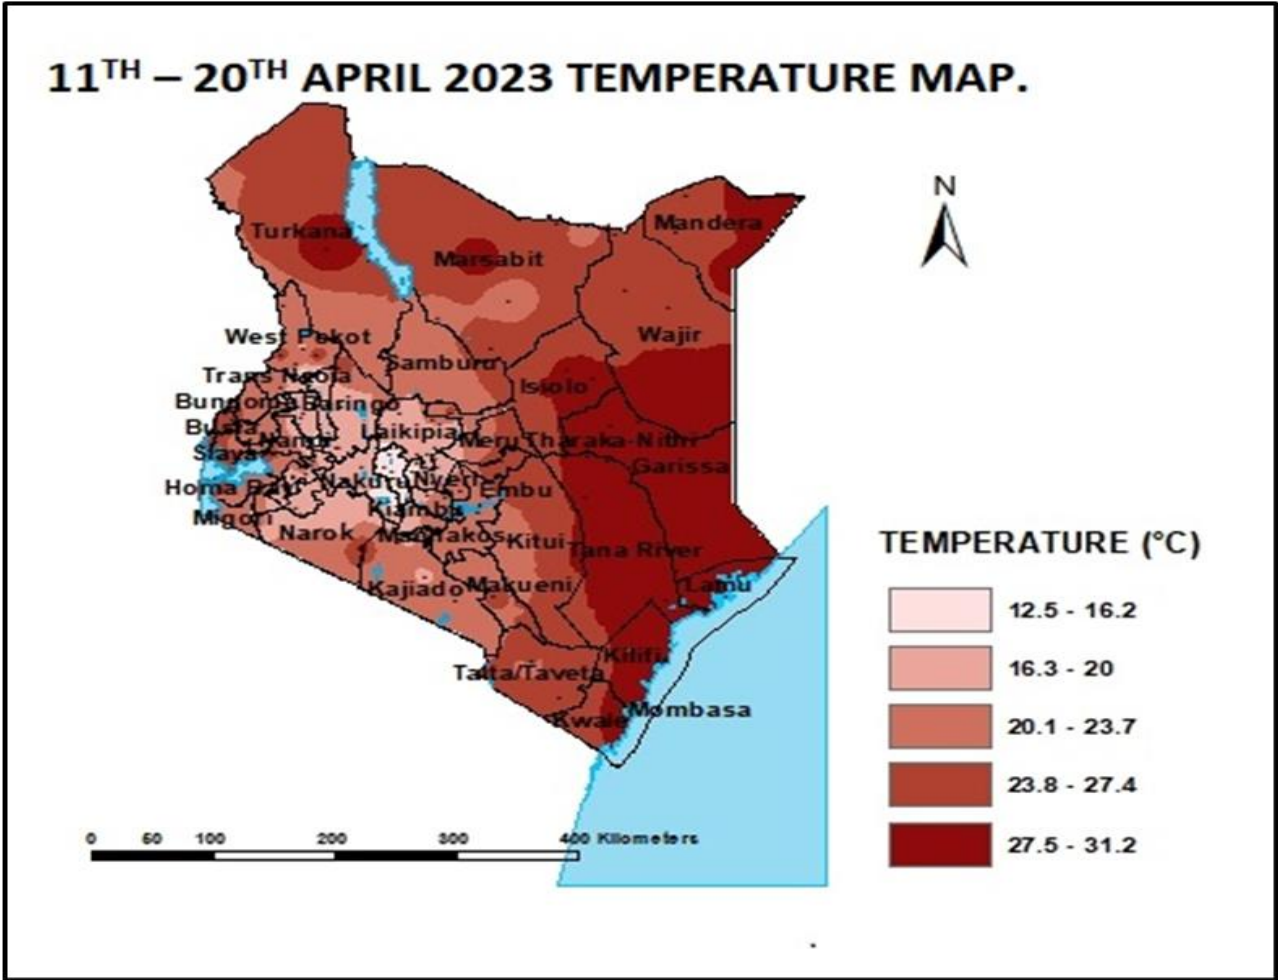 11TH – 20TH APRIL 2023 TEMPERATURE MAP.
N
Mandera
Turkana
Marsabit
Wajir
West Pokot
Samburu
Trans Nzoia
Isiolo
Bungoma
Baringo
Busia
Laikipia
Nandi
Meru
Tharaka-Nithi
Siaya
Garissa
Homa Bay
Nakuru
Nyeri
Embu
Kiambu
Migori
Narok
Machakos
Kitui
Tana River
Kajiado
Makueni
Lamu
Kilifi
Taita/Taveta
Mombasa
Kwale
TEMPERATURE (°C)
12.5 - 16.2
16.3 - 20
20.1 - 23.7
23.8 - 27.4
27.5 - 31.2
0 50 100 200 300 400 Kilometers